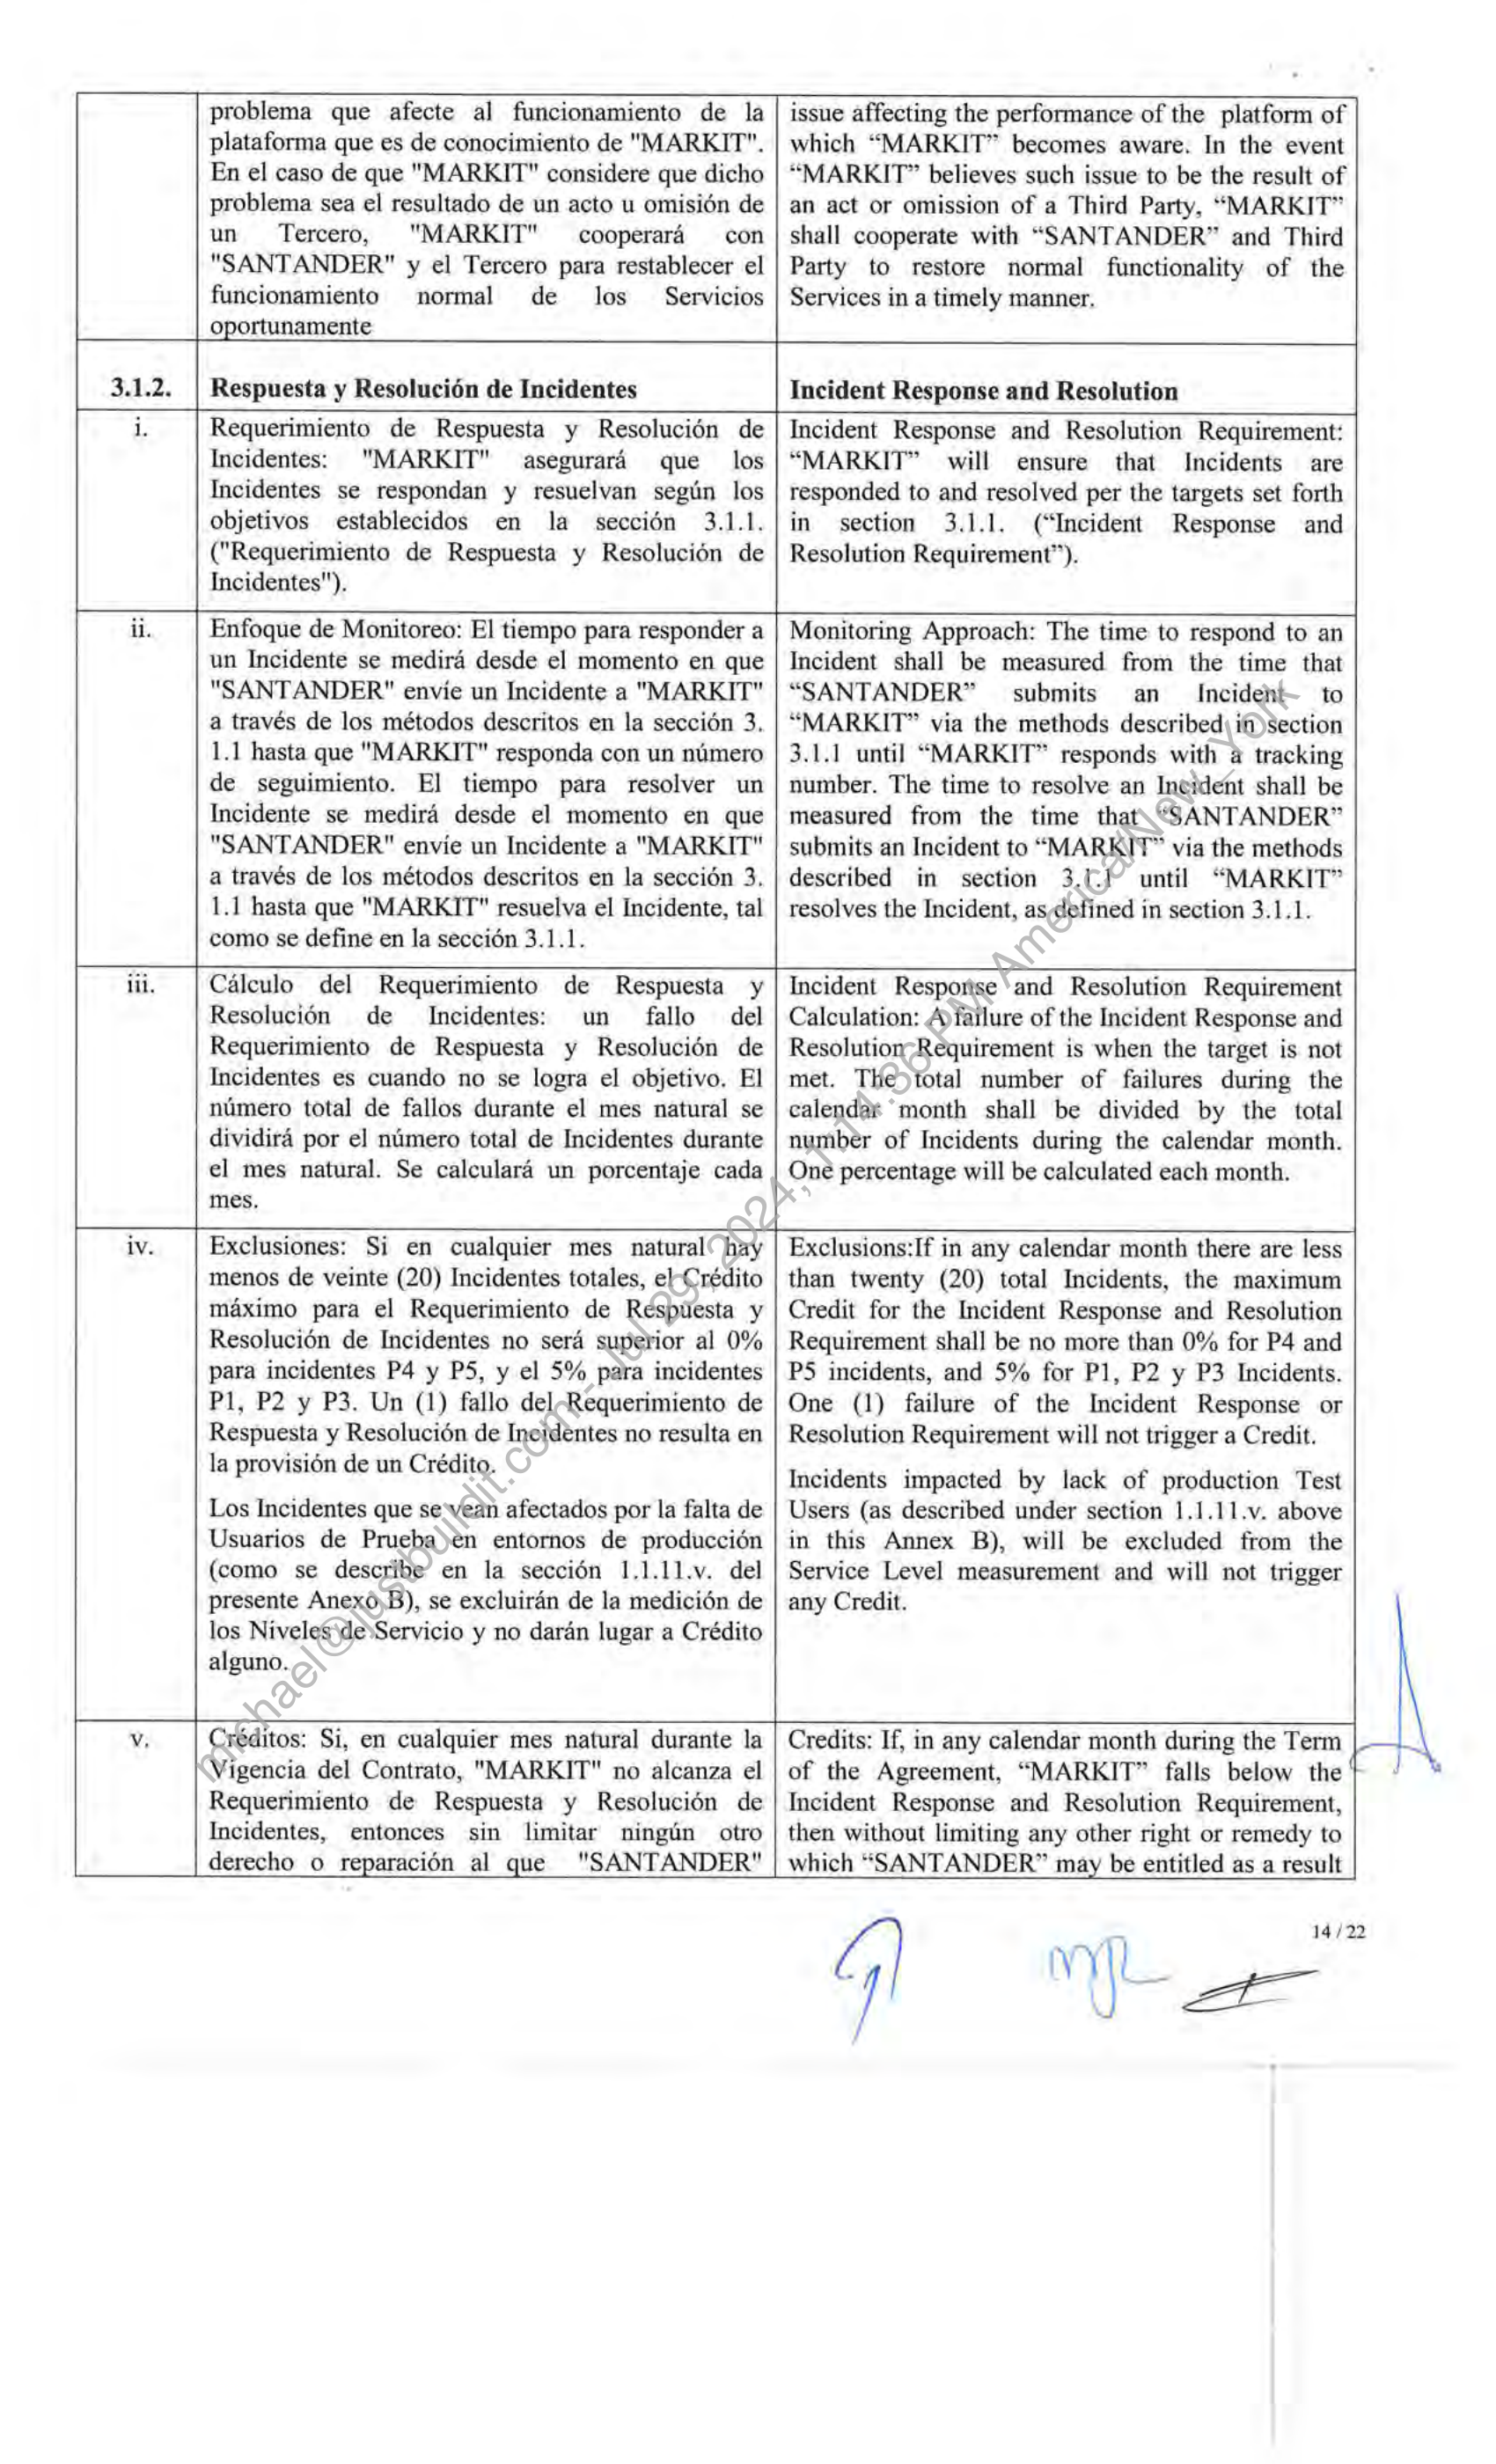 problema que afecte al funcionamiento de la
plataforma que es de conocimiento de "MARKIT".
En el caso de que "MARKIT" considere que dicho
problema sea el resultado de un acto u omisión de
un Tercero, "MARKIT" cooperará con
"SANTANDER" y el Tercero para restablecer el
funcionamiento normal de los Servicios
oportunamente
issue affecting the performance of the platform of
which “MARKIT” becomes aware. In the event
“MARKIT” believes such issue to be the result of
an act or omission of a Third Party, “MARKIT”
shall cooperate with “SANTANDER” and Third
Party to restore normal functionality of the
Services in a timely manner.
3.1.2.
Respuesta y Resolución de Incidentes
Incident Response and Resolution
i.
Requerimiento de Respuesta y Resolución de
Incidentes: "MARKIT" asegurará que los
Incidentes se respondan y resuelvan según los
objetivos establecidos en la sección 3.1.1.
("Requerimiento de Respuesta y Resolución de
Incidentes").
Incident Response and Resolution Requirement:
“MARKIT” will ensure that Incidents are
responded to and resolved per the targets set forth
in section 3.1.1. (“Incident Response and
Resolution Requirement”).
ii.
Enfoque de Monitoreo: El tiempo para responder a
un Incidente se medirá desde el momento en que
"SANTANDER" envíe un Incidente a "MARKIT"
a través de los métodos descritos en la sección 3.
1.1 hasta que "MARKIT" responda con un número
de seguimiento. El tiempo para resolver un
Incidente se medirá desde el momento en que
"SANTANDER" envíe un Incidente a "MARKIT"
a través de los métodos descritos en la sección 3.
1.1 hasta que "MARKIT" resuelva el Incidente, tal
como se define en la sección 3.1.1.
Monitoring Approach: The time to respond to an
Incident shall be measured from the time that
“SANTANDER” submits an Incident to
“MARKIT” via the methods described in section
3.1.1 until “MARKIT” responds with a tracking
number. The time to resolve an Incident shall be
measured from the time that “SANTANDER”
submits an Incident to “MARKIT” via the methods
described in section 3.1.1 until “MARKIT”
resolves the Incident, as defined in section 3.1.1.
iii.
Cálculo del Requerimiento de Respuesta y
Resolución de Incidentes: un fallo del
Requerimiento de Respuesta y Resolución de
Incidentes es cuando no se logra el objetivo. El
número total de fallos durante el mes natural se
dividirá por el número total de Incidentes durante
el mes natural. Se calculará un porcentaje cada
mes.
Incident Response and Resolution Requirement
Calculation: A failure of the Incident Response and
Resolution Requirement is when the target is not
met. The total number of failures during the
calendar month shall be divided by the total
number of Incidents during the calendar month.
One percentage will be calculated each month.
iv.
Exclusiones: Si en cualquier mes natural hay
menos de veinte (20) Incidentes totales, el Crédito
máximo para el Requerimiento de Respuesta y
Resolución de Incidentes no será superior al 0%
para incidentes P4 y P5, y el 5% para incidentes
P1, P2 y P3. Un (1) fallo del Requerimiento de
Respuesta y Resolución de Incidentes no resulta en
la provisión de un Crédito.
Los Incidentes que se vean afectados por la falta de
Usuarios de Prueba en entornos de producción
(como se describe en la sección 1.1.11.v. del
presente Anexo B), se excluirán de la medición de
los Niveles de Servicio y no darán lugar a Crédito
alguno.
Exclusions:If in any calendar month there are less
than twenty (20) total Incidents, the maximum
Credit for the Incident Response and Resolution
Requirement shall be no more than 0% for P4 and
P5 incidents, and 5% for P1, P2 y P3 Incidents.
One (1) failure of the Incident Response or
Resolution Requirement will not trigger a Credit.
Incidents impacted by lack of production Test
Users (as described under section 1.1.11.v. above
in this Annex B), will be excluded from the
Service Level measurement and will not trigger
any Credit.
v.
Créditos: Si, en cualquier mes natural durante la
Vigencia del Contrato, "MARKIT" no alcanza el
Requerimiento de Respuesta y Resolución de
Incidentes, entonces sin limitar ningún otro
derecho o reparación al que "SANTANDER"
Credits: If, in any calendar month during the Term
of the Agreement, “MARKIT” falls below the
Incident Response and Resolution Requirement,
then without limiting any other right or remedy to
which “SANTANDER” may be entitled as a result
14 / 22
michael@justbuildit.com - Jul 29, 2024, 1:14:36 PM America/New_York